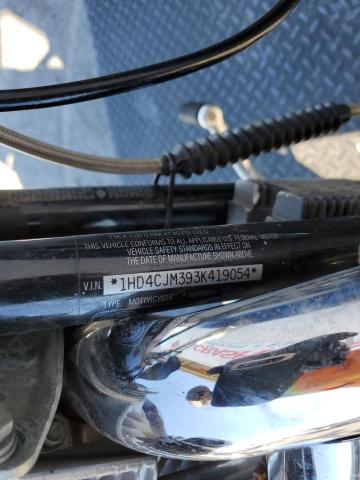 THIS VEHICLE CONFORMS TO ALL APPLICABLE U.S. FEDERAL MOTOR
VEHICLE SAFETY STANDARDS IN EFFECT ON
THE DATE OF MANUFACTURE SHOWN ABOVE.
V.I.N. *1HD4CJM393K419054*
TYPE MOTORCYCLE